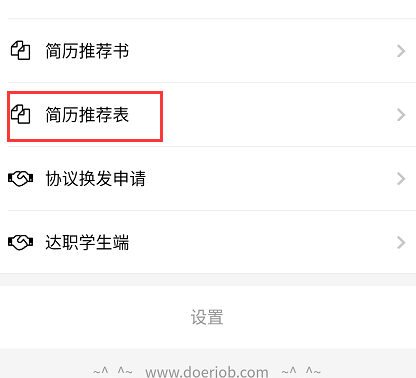 简历推荐书
简历推荐表
协议换发申请
达职学生端
设置
~^ ^~ www.doerjob.com ~^ ^~